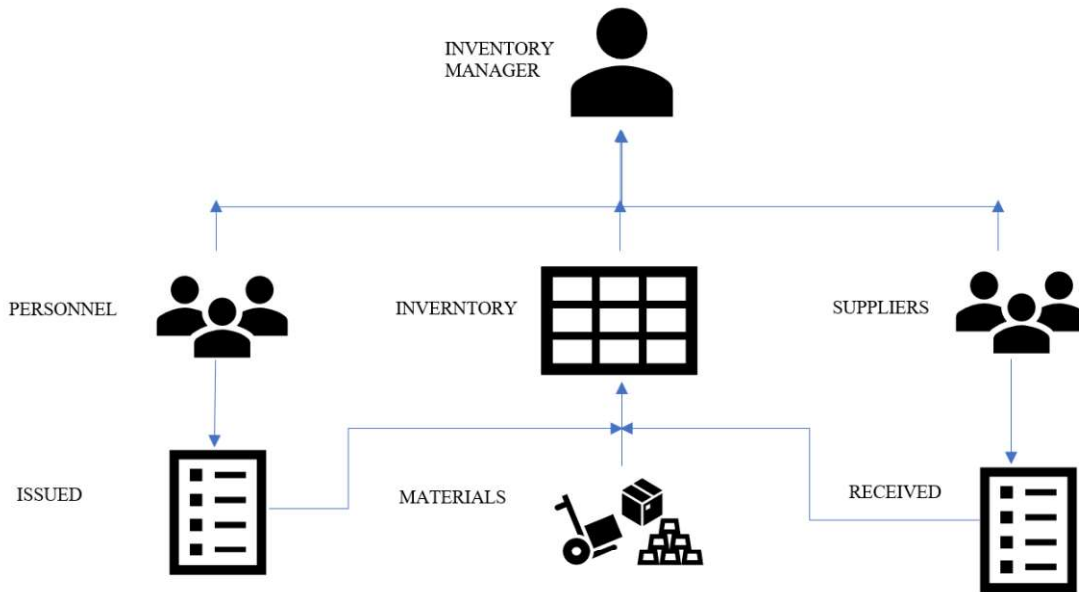 INVENTORY
MANAGER
PERSONNEL
INVERNTORY
SUPPLIERS
ISSUED
MATERIALS
RECEIVED